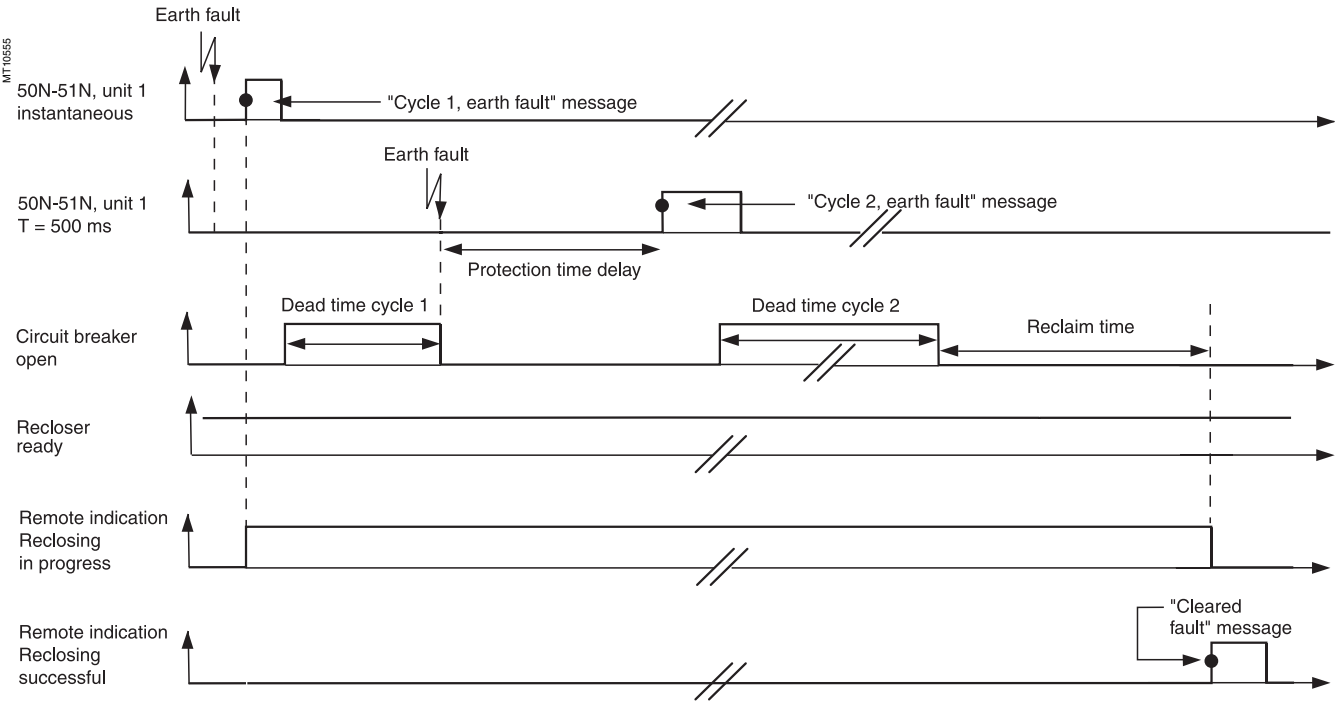 Earth fault
MT10555
50N-51N, unit 1
instantaneous
"Cycle 1, earth fault" message
Earth fault
50N-51N, unit 1
T = 500 ms
"Cycle 2, earth fault" message
Protection time delay
Dead time cycle 1
Dead time cycle 2
Reclaim time
Circuit breaker
open
Recloser
ready
Remote indication
Reclosing
in progress
"Cleared
fault" message
Remote indication
Reclosing
successful